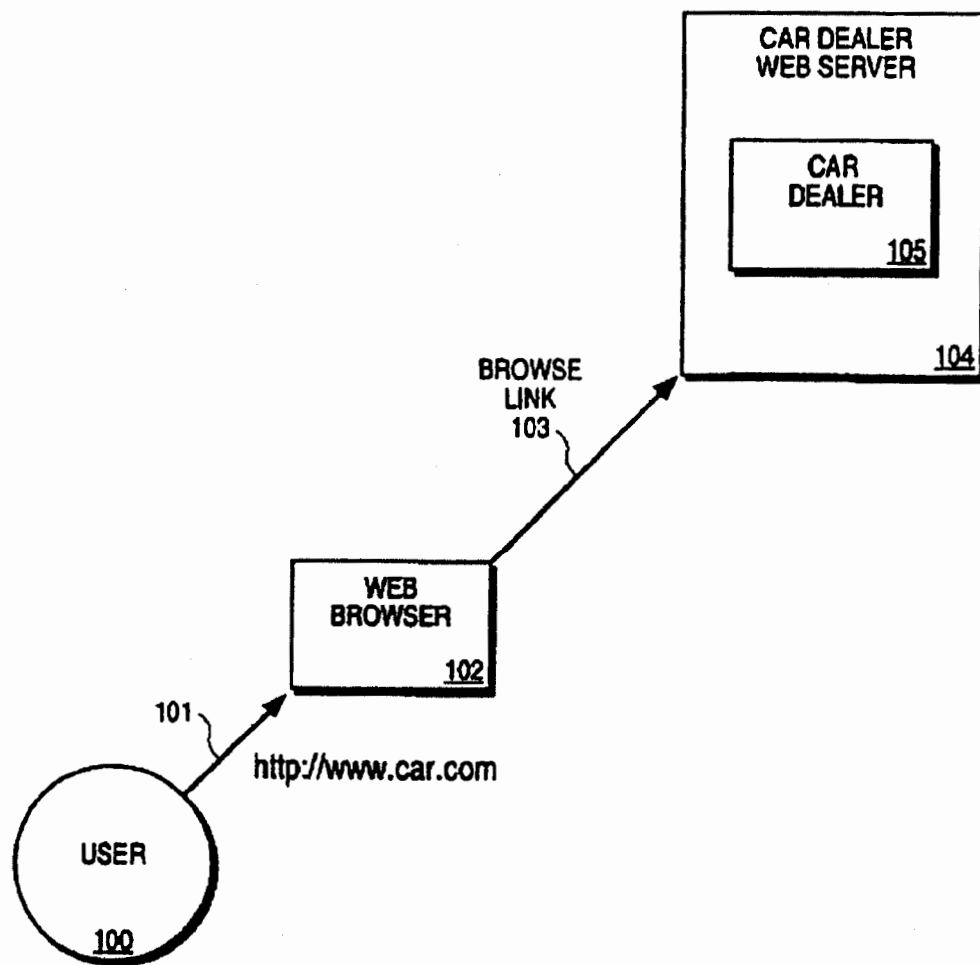 CAR DEALER
WEB SERVER
CAR
DEALER
105
104
BROWSE
LINK
103
WEB
BROWSER
102
101
http://www.car.com
USER
100